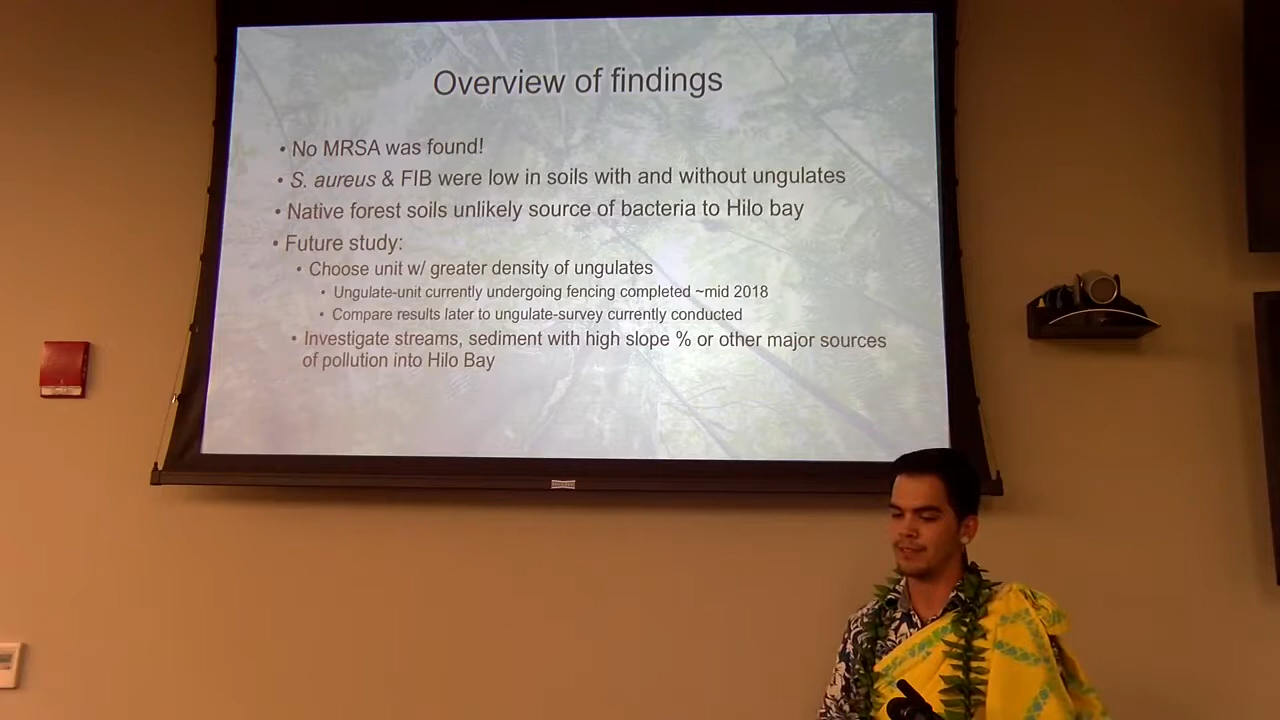 Overview of findings
• No MRSA was found!
• S. aureus & FIB were low in soils with and without ungulates
• Native forest soils unlikely source of bacteria to Hilo bay
• Future study:
• Choose unit w/ greater density of ungulates
• Ungulate-unit currently undergoing fencing completed ~mid 2018
• Compare results later to ungulate-survey currently conducted
• Investigate streams, sediment with high slope % or other major sources
of pollution into Hilo Bay